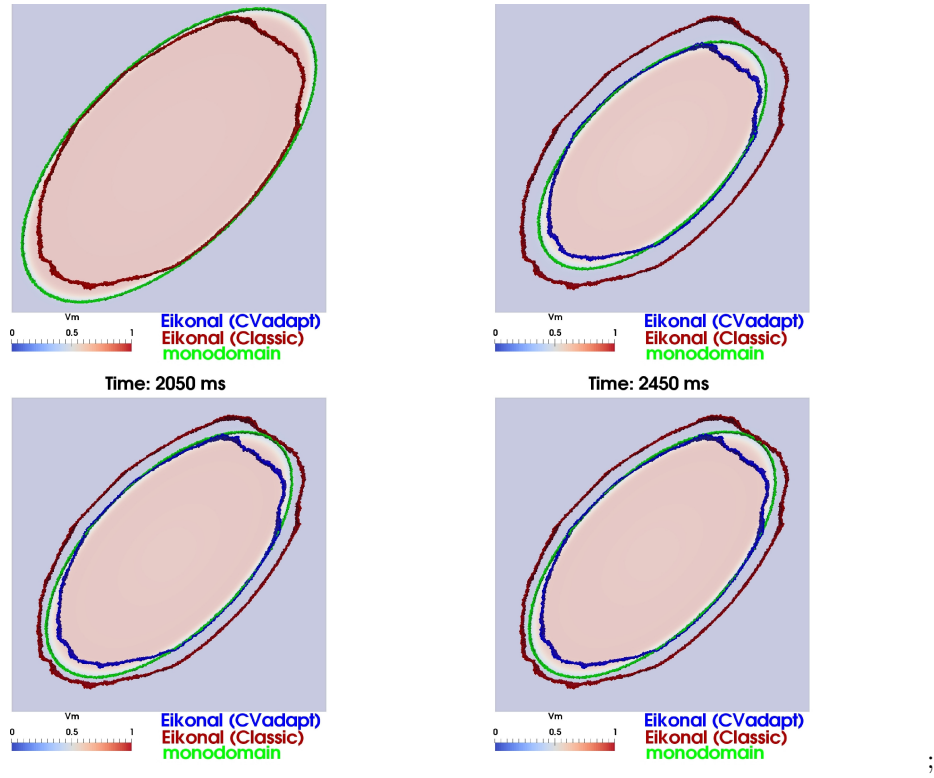 Vm
0 0.5 1
Eikonal (CVadapt)
Eikonal (Classic)
monodomain
Vm
0 0.5 1
Eikonal (CVadapt)
Eikonal (Classic)
monodomain
Time: 2050 ms
Time: 2450 ms
Vm
0 0.5 1
Eikonal (CVadapt)
Eikonal (Classic)
monodomain
Vm
0 0.5 1
Eikonal (CVadapt)
Eikonal (Classic)
monodomain
;